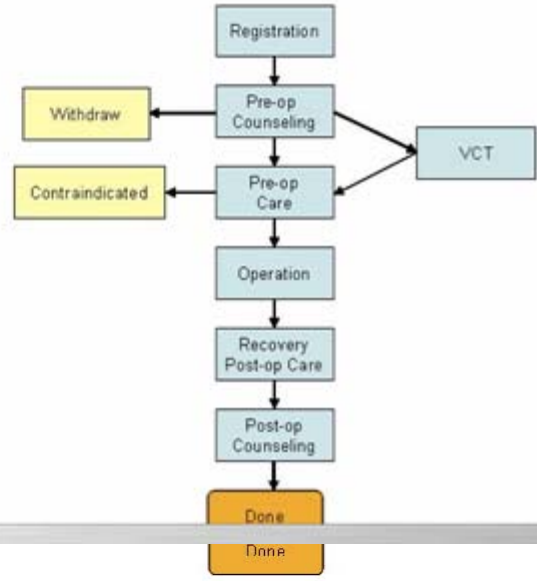 Registration
Withdraw
Pre-op
Counseling
VCT
Contraindicated
Pre-op
Care
Operation
Recovery
Post-op Care
Post-op
Counseling
Done
Done